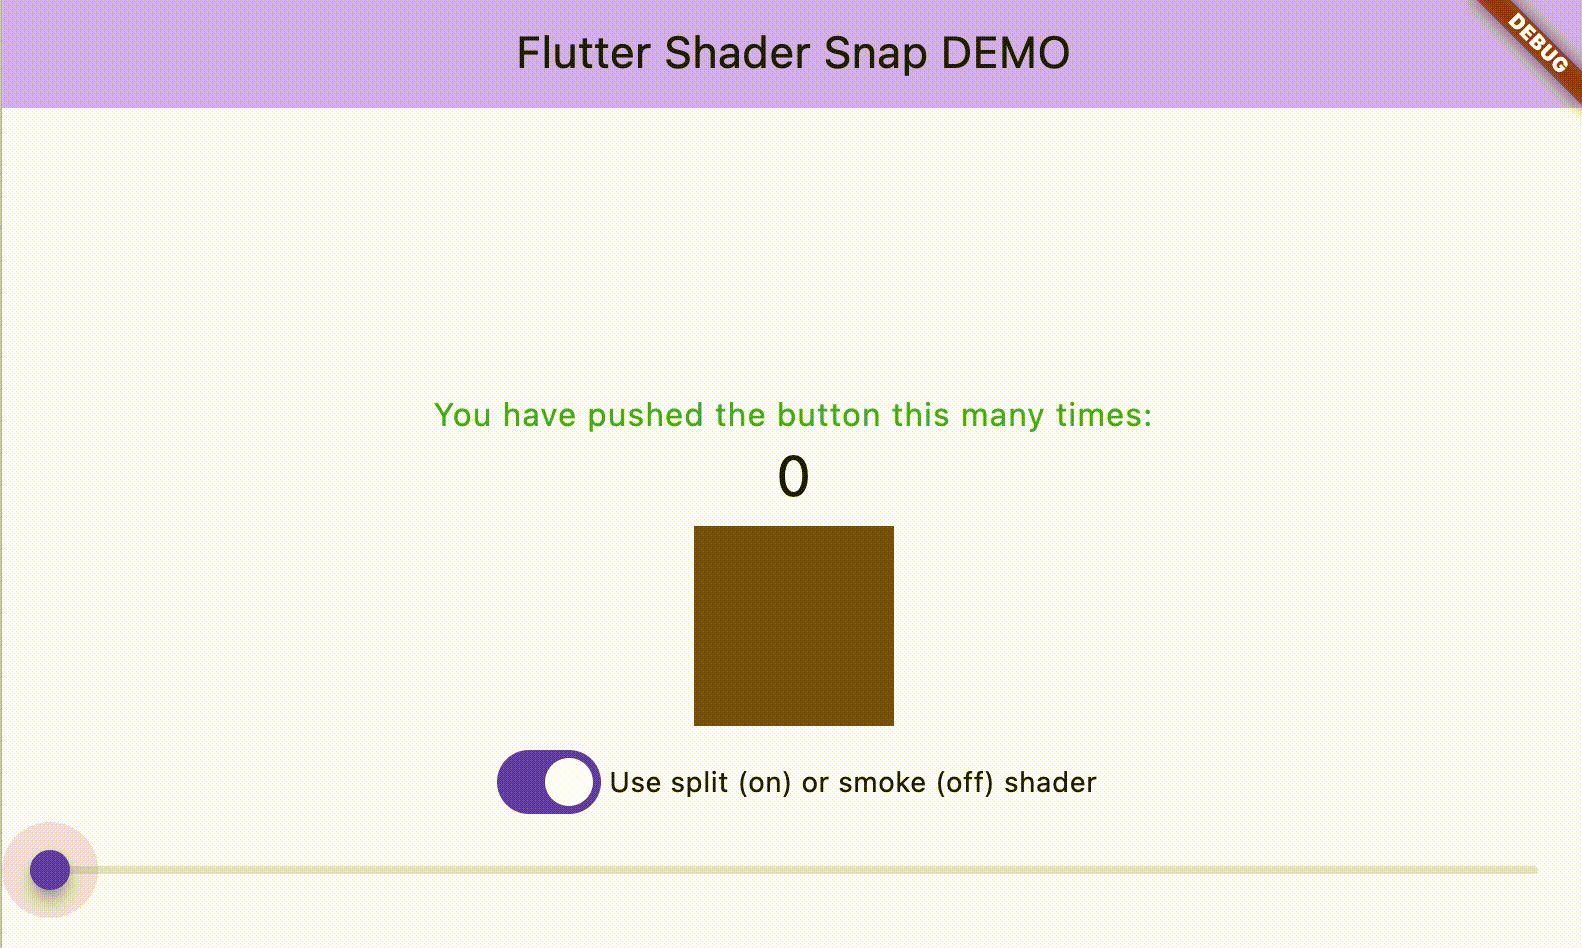 Flutter Shader Snap DEMO
DEBUG
You have pushed the button this many times:
0
Use split (on) or smoke (off) shader